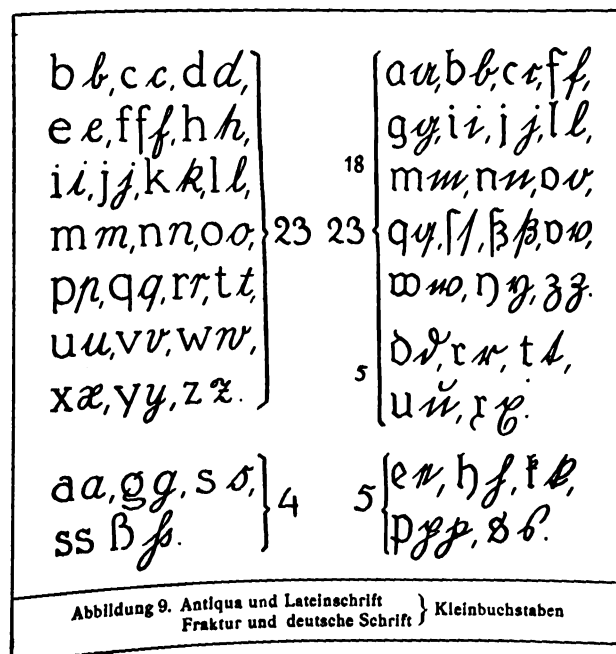 b b, c c, d d,
e e, f f f, h h,
i i, j j, k k, l l,
m m, n n, o o,
p p, q q, r r, t t,
u u, v v, w w,
x x, y y, z z.
23
a a, g g, s s,
ss ß ß.
4
23
18
a a, b b, c c, f f,
g g, i i, j j, l l,
m m, n n, o o,
q q, ſ ſ, ß ß, v v,
w w, y y, z z.
5
d d, r r, t t,
u u, x x.
5
e e, h h, k k,
p p p, s s.
Abbildung 9. Antiqua und Lateinschrift
Fraktur und deutsche Schrift } Kleinbuchstaben